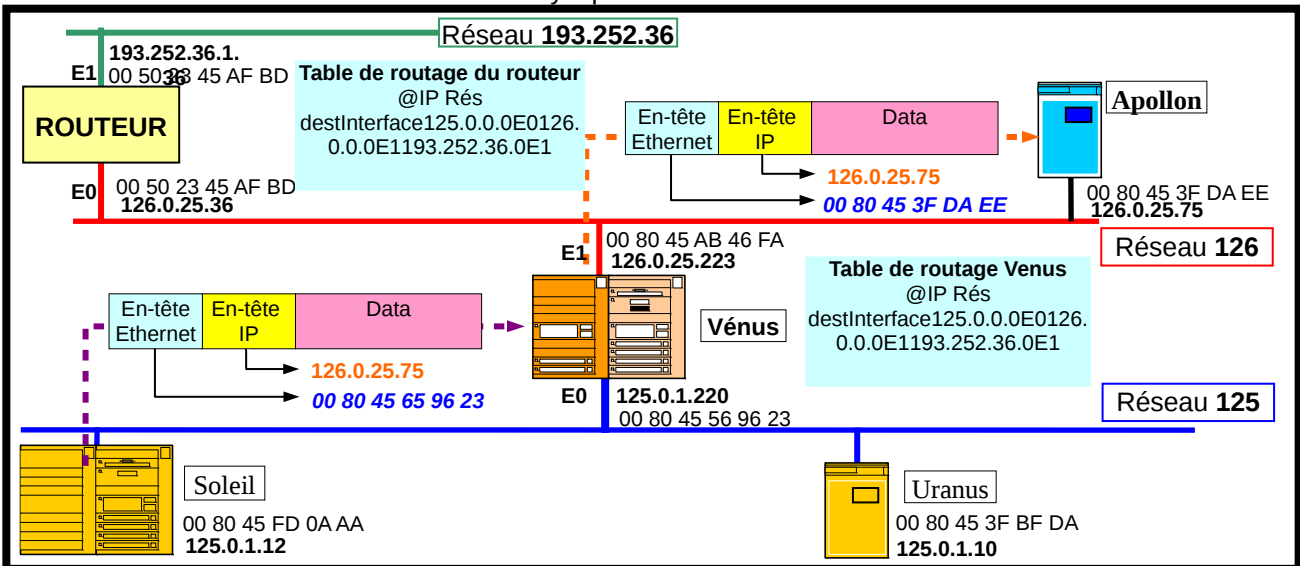 Réseau 193.252.36
193.252.36.1.
36
E1
00 50 23 45 AF BD
ROUTEUR
E0
00 50 23 45 AF BD
126.0.25.36
Table de routage du routeur
@IP Rés
destInterface125.0.0.0E0126.
0.0.0E1193.252.36.0E1
En-tête
Ethernet
En-tête
IP
Data
126.0.25.75
00 80 45 3F DA EE
Apollon
00 80 45 3F DA EE
126.0.25.75
Réseau 126
E1
00 80 45 AB 46 FA
126.0.25.223
Vénus
Table de routage Venus
@IP Rés
destInterface125.0.0.0E0126.
0.0.0E1193.252.36.0E1
En-tête
Ethernet
En-tête
IP
Data
126.0.25.75
00 80 45 65 96 23
E0
125.0.1.220
00 80 45 56 96 23
Réseau 125
Soleil
00 80 45 FD 0A AA
125.0.1.12
Uranus
00 80 45 3F BF DA
125.0.1.10